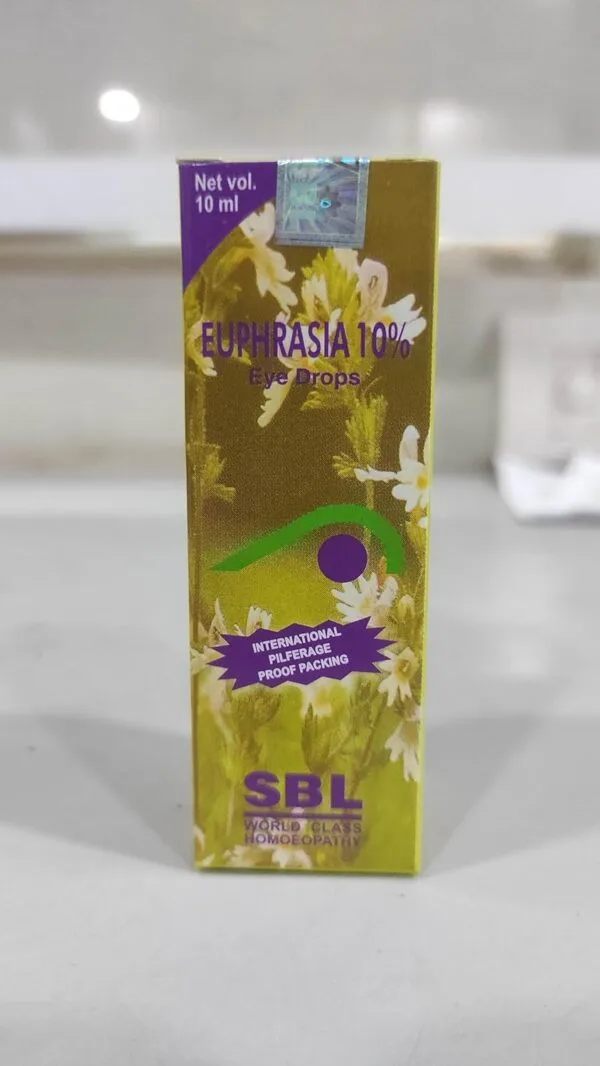 Net vol.
10 ml
EUPHRASIA 10%
Eye Drops
INTERNATIONAL
PILFERAGE
PROOF PACKING
SBL
WORLD CLASS
HOMOEOPATHY